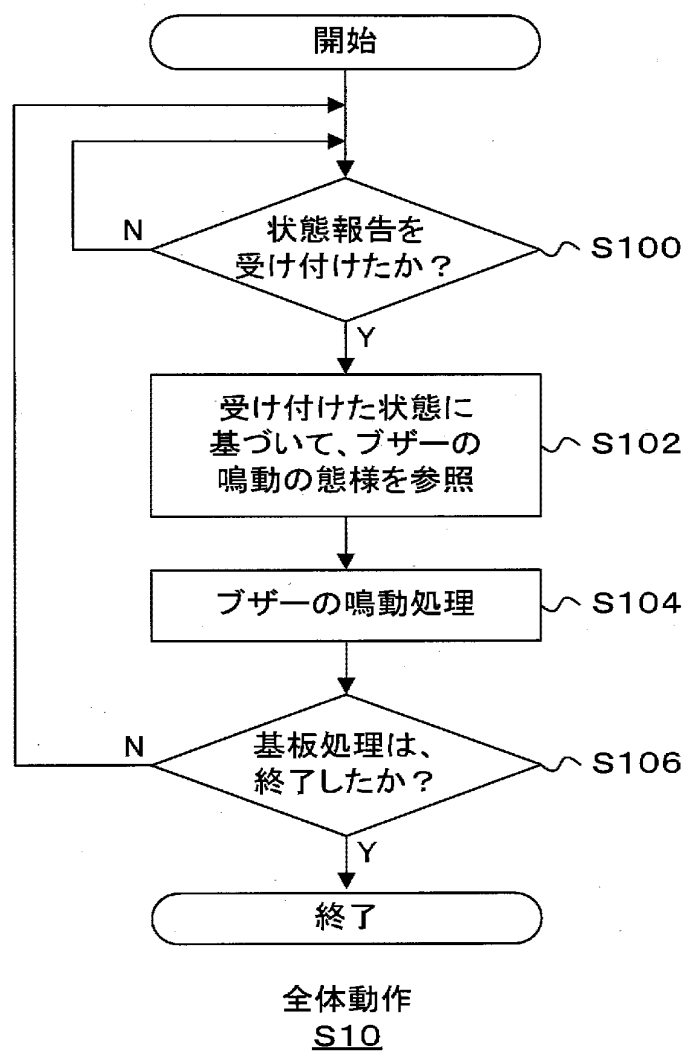 開始
状態報告を
受け付けたか？
N
S100
Y
受け付けた状態に
基づいて、ブザーの
鳴動の態様を参照
S102
ブザーの鳴動処理
S104
N
基板処理は、
終了したか？
S106
Y
終了
全体動作
S10